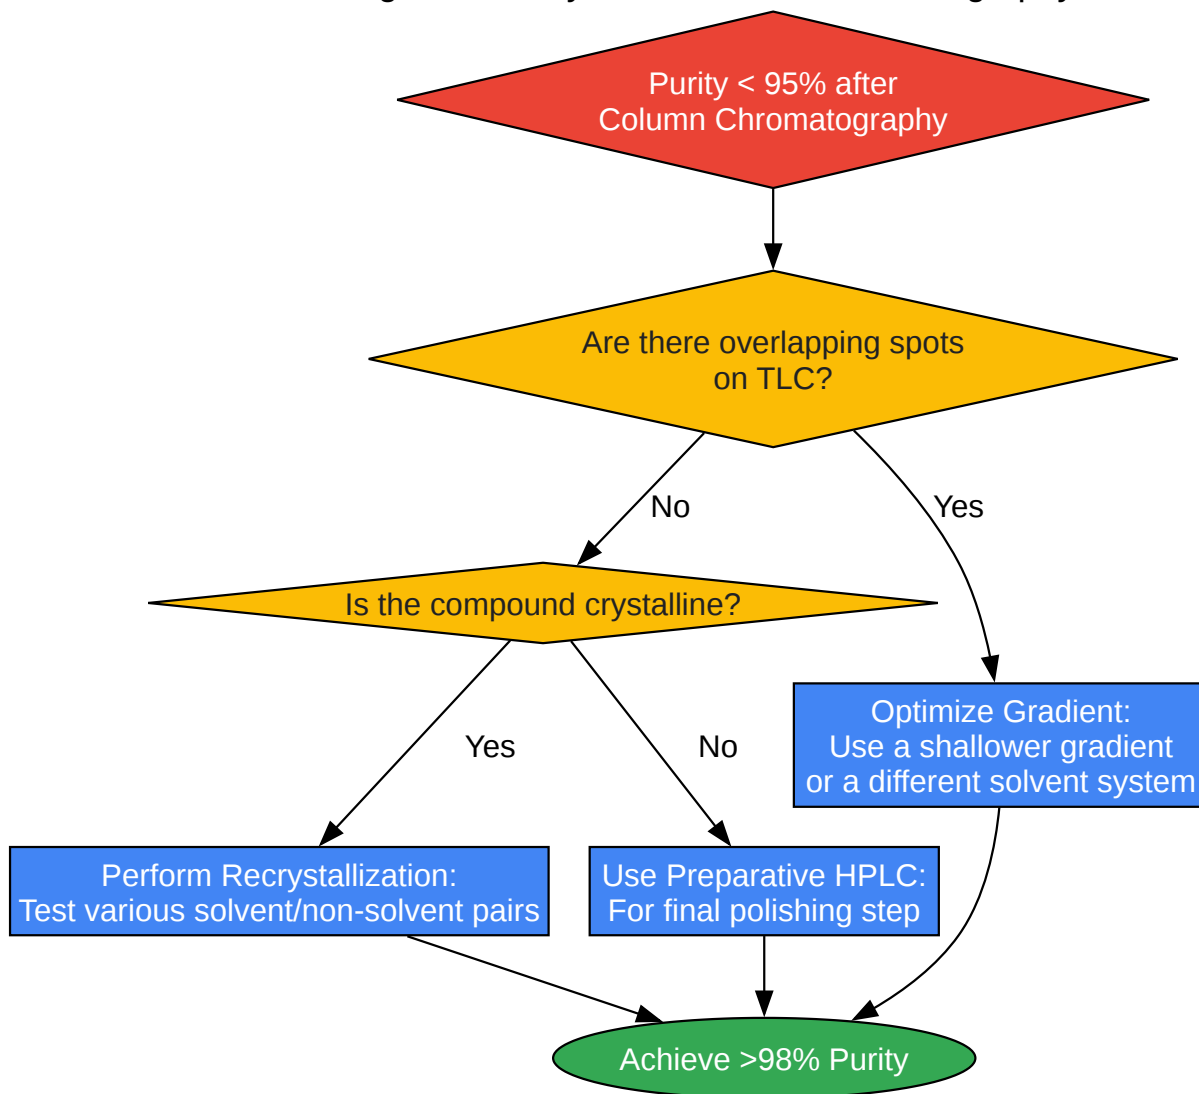 Purity < 95% after
Column Chromatography
Are there overlapping spots
on TLC?
No
Yes
Is the compound crystalline?
Optimize Gradient:
Use a shallower gradient
or a different solvent system
Yes
No
Perform Recrystallization:
Test various solvent/non-solvent pairs
Use Preparative HPLC:
For final polishing step
Achieve >98% Purity